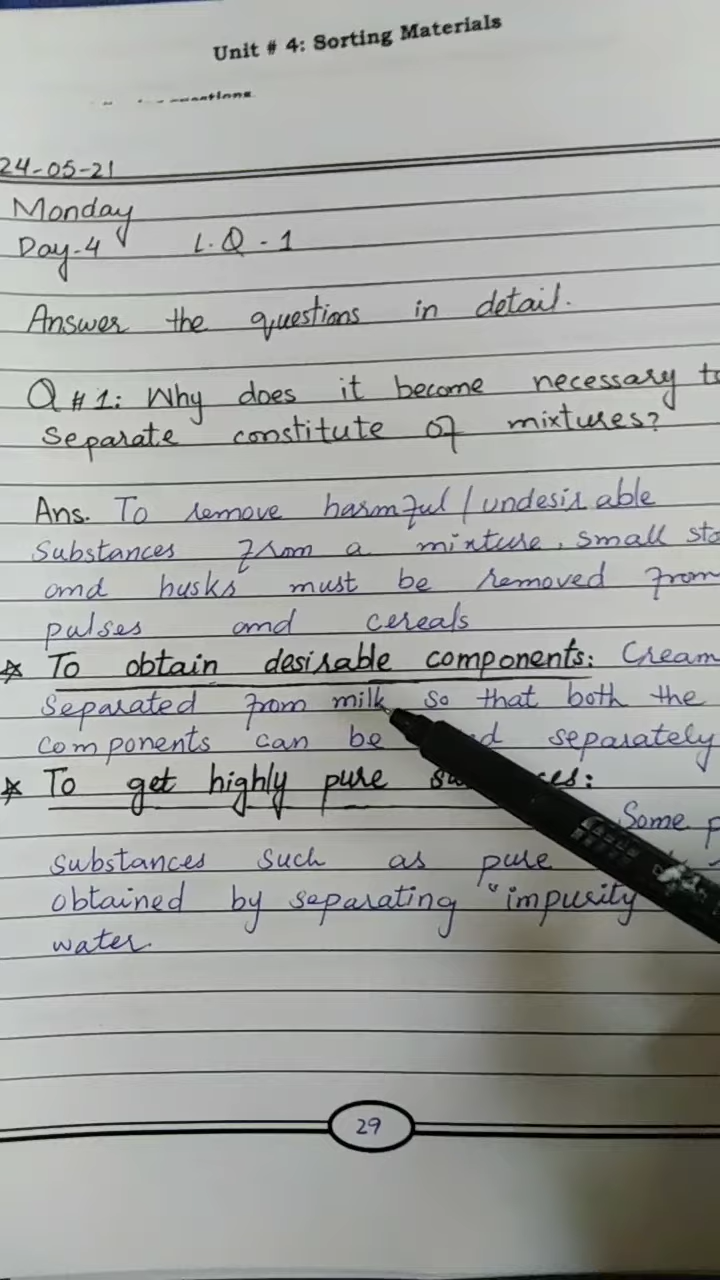 Unit # 4: Sorting Materials
24-05-21
Monday
Day-4 L.Q-1
Answer the questions in detail.
Q #1: Why does it become necessary to
separate constitute of mixtures?
Ans. To remove harmful/undesirable
substances from a mixture, small
and husks must be removed from
pulses and cereals
* To obtain desirable components: Cream
separated from milk so that both the
components can be separately
* To get highly pure
Some
substances such as pure
obtained by separating "impurity
water.
29